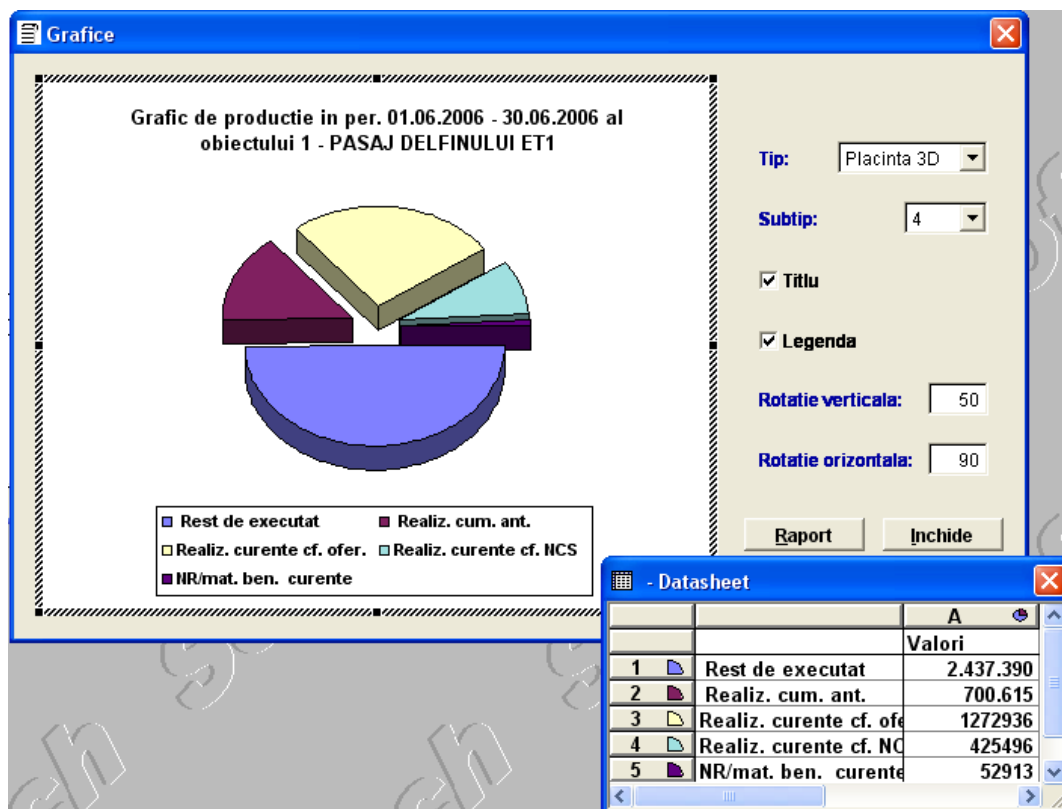 Grafice
Grafic de productie in per. 01.06.2006 - 30.06.2006 al
obiectului 1 - PASAJ DELFINULUI ET1
Rest de executat
Realiz. cum. ant.
Realiz. curente cf. ofer.
Realiz. curente cf. NCS
NR/mat. ben. curente
Tip: Placinta 3D
Subtip: 4
Titlu
Legenda
Rotatie verticala: 50
Rotatie orizontala: 90
Raport Inchide
- Datasheet
A
Valori
1 Rest de executat 2.437.390
2 Realiz. cum. ant. 700.615
3 Realiz. curente cf. ofe 1272936
4 Realiz. curente cf. NC 425496
5 NR/mat. ben. curente 52913